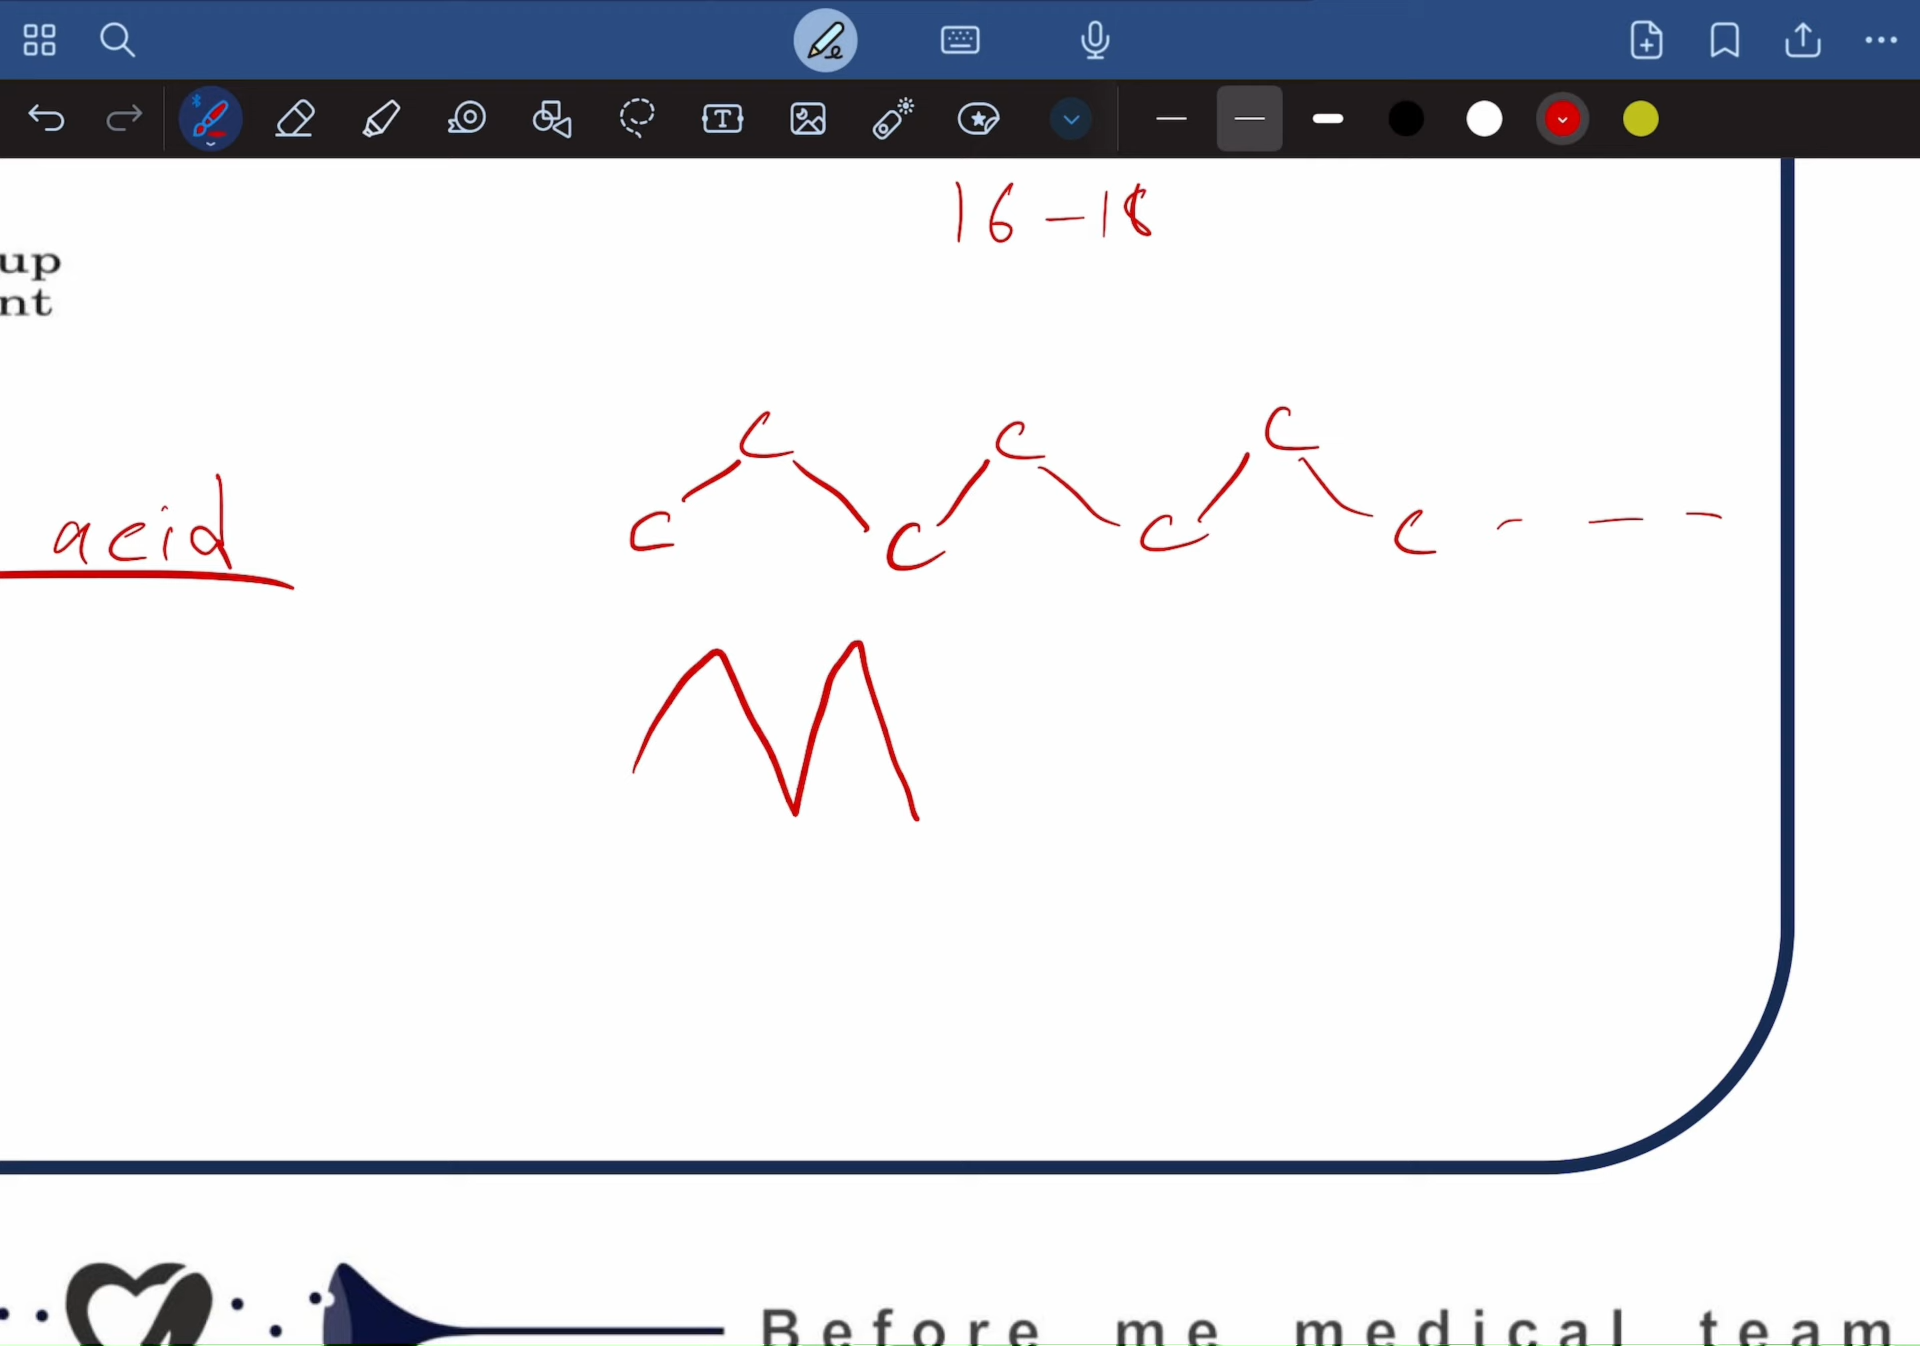 16-18
up
nt
C C C
acid C C C C - - -
Before me medical team